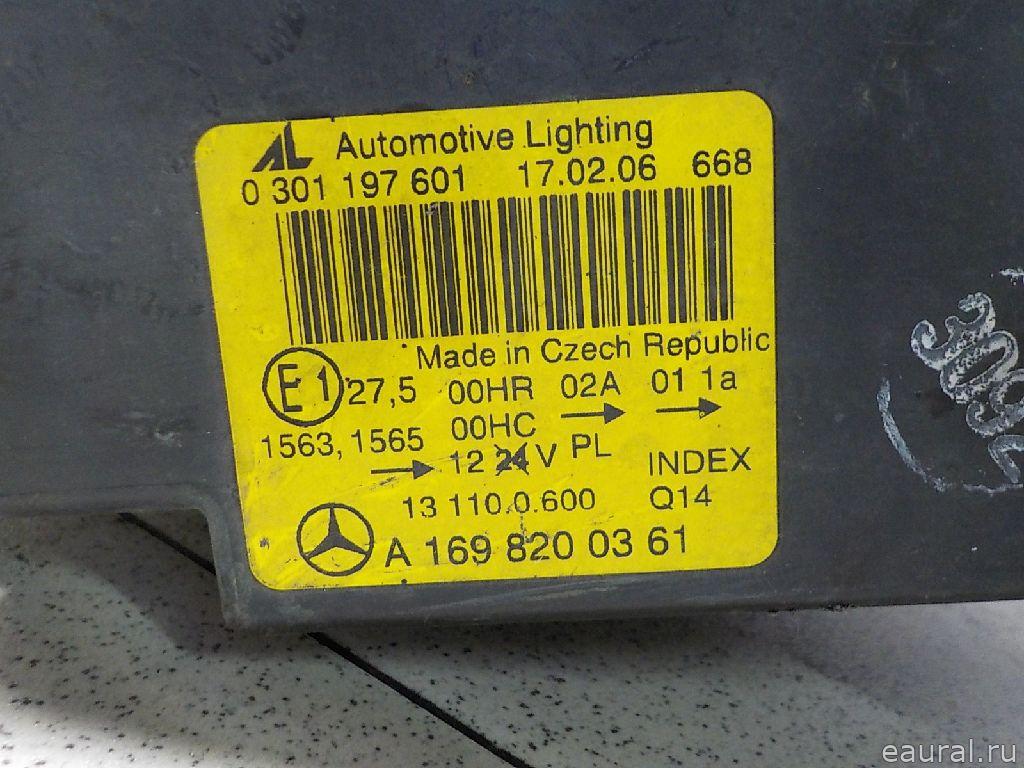 AL Automotive Lighting
0 301 197 601 17.02.06 668
Made in Czech Republic
E1 27,5 00HR 02A 01 1a
1563, 1565 00HC
12 24 V PL INDEX
13 110.0.600 Q14
A 169 820 03 61
eaural.ru